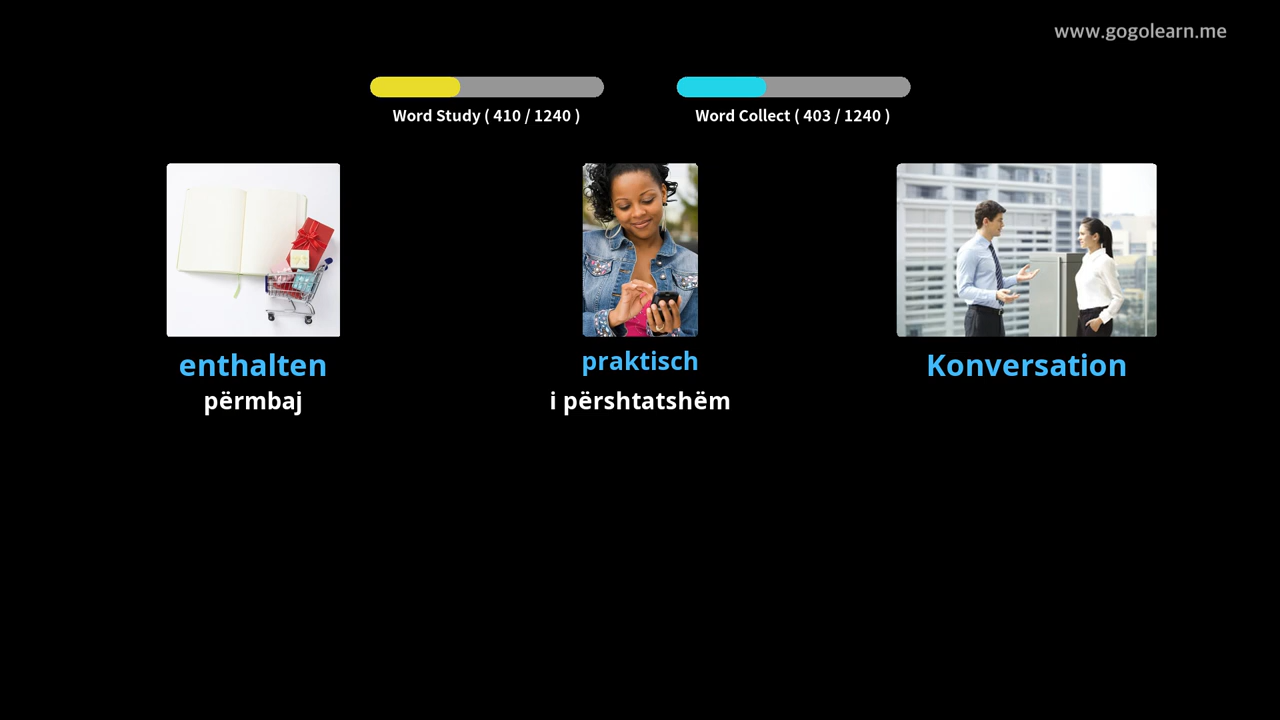 www.gogolearn.me
Word Study ( 410 / 1240 )
Word Collect ( 403 / 1240 )
enthalten
përmbaj
praktisch
i përshtatshëm
Konversation